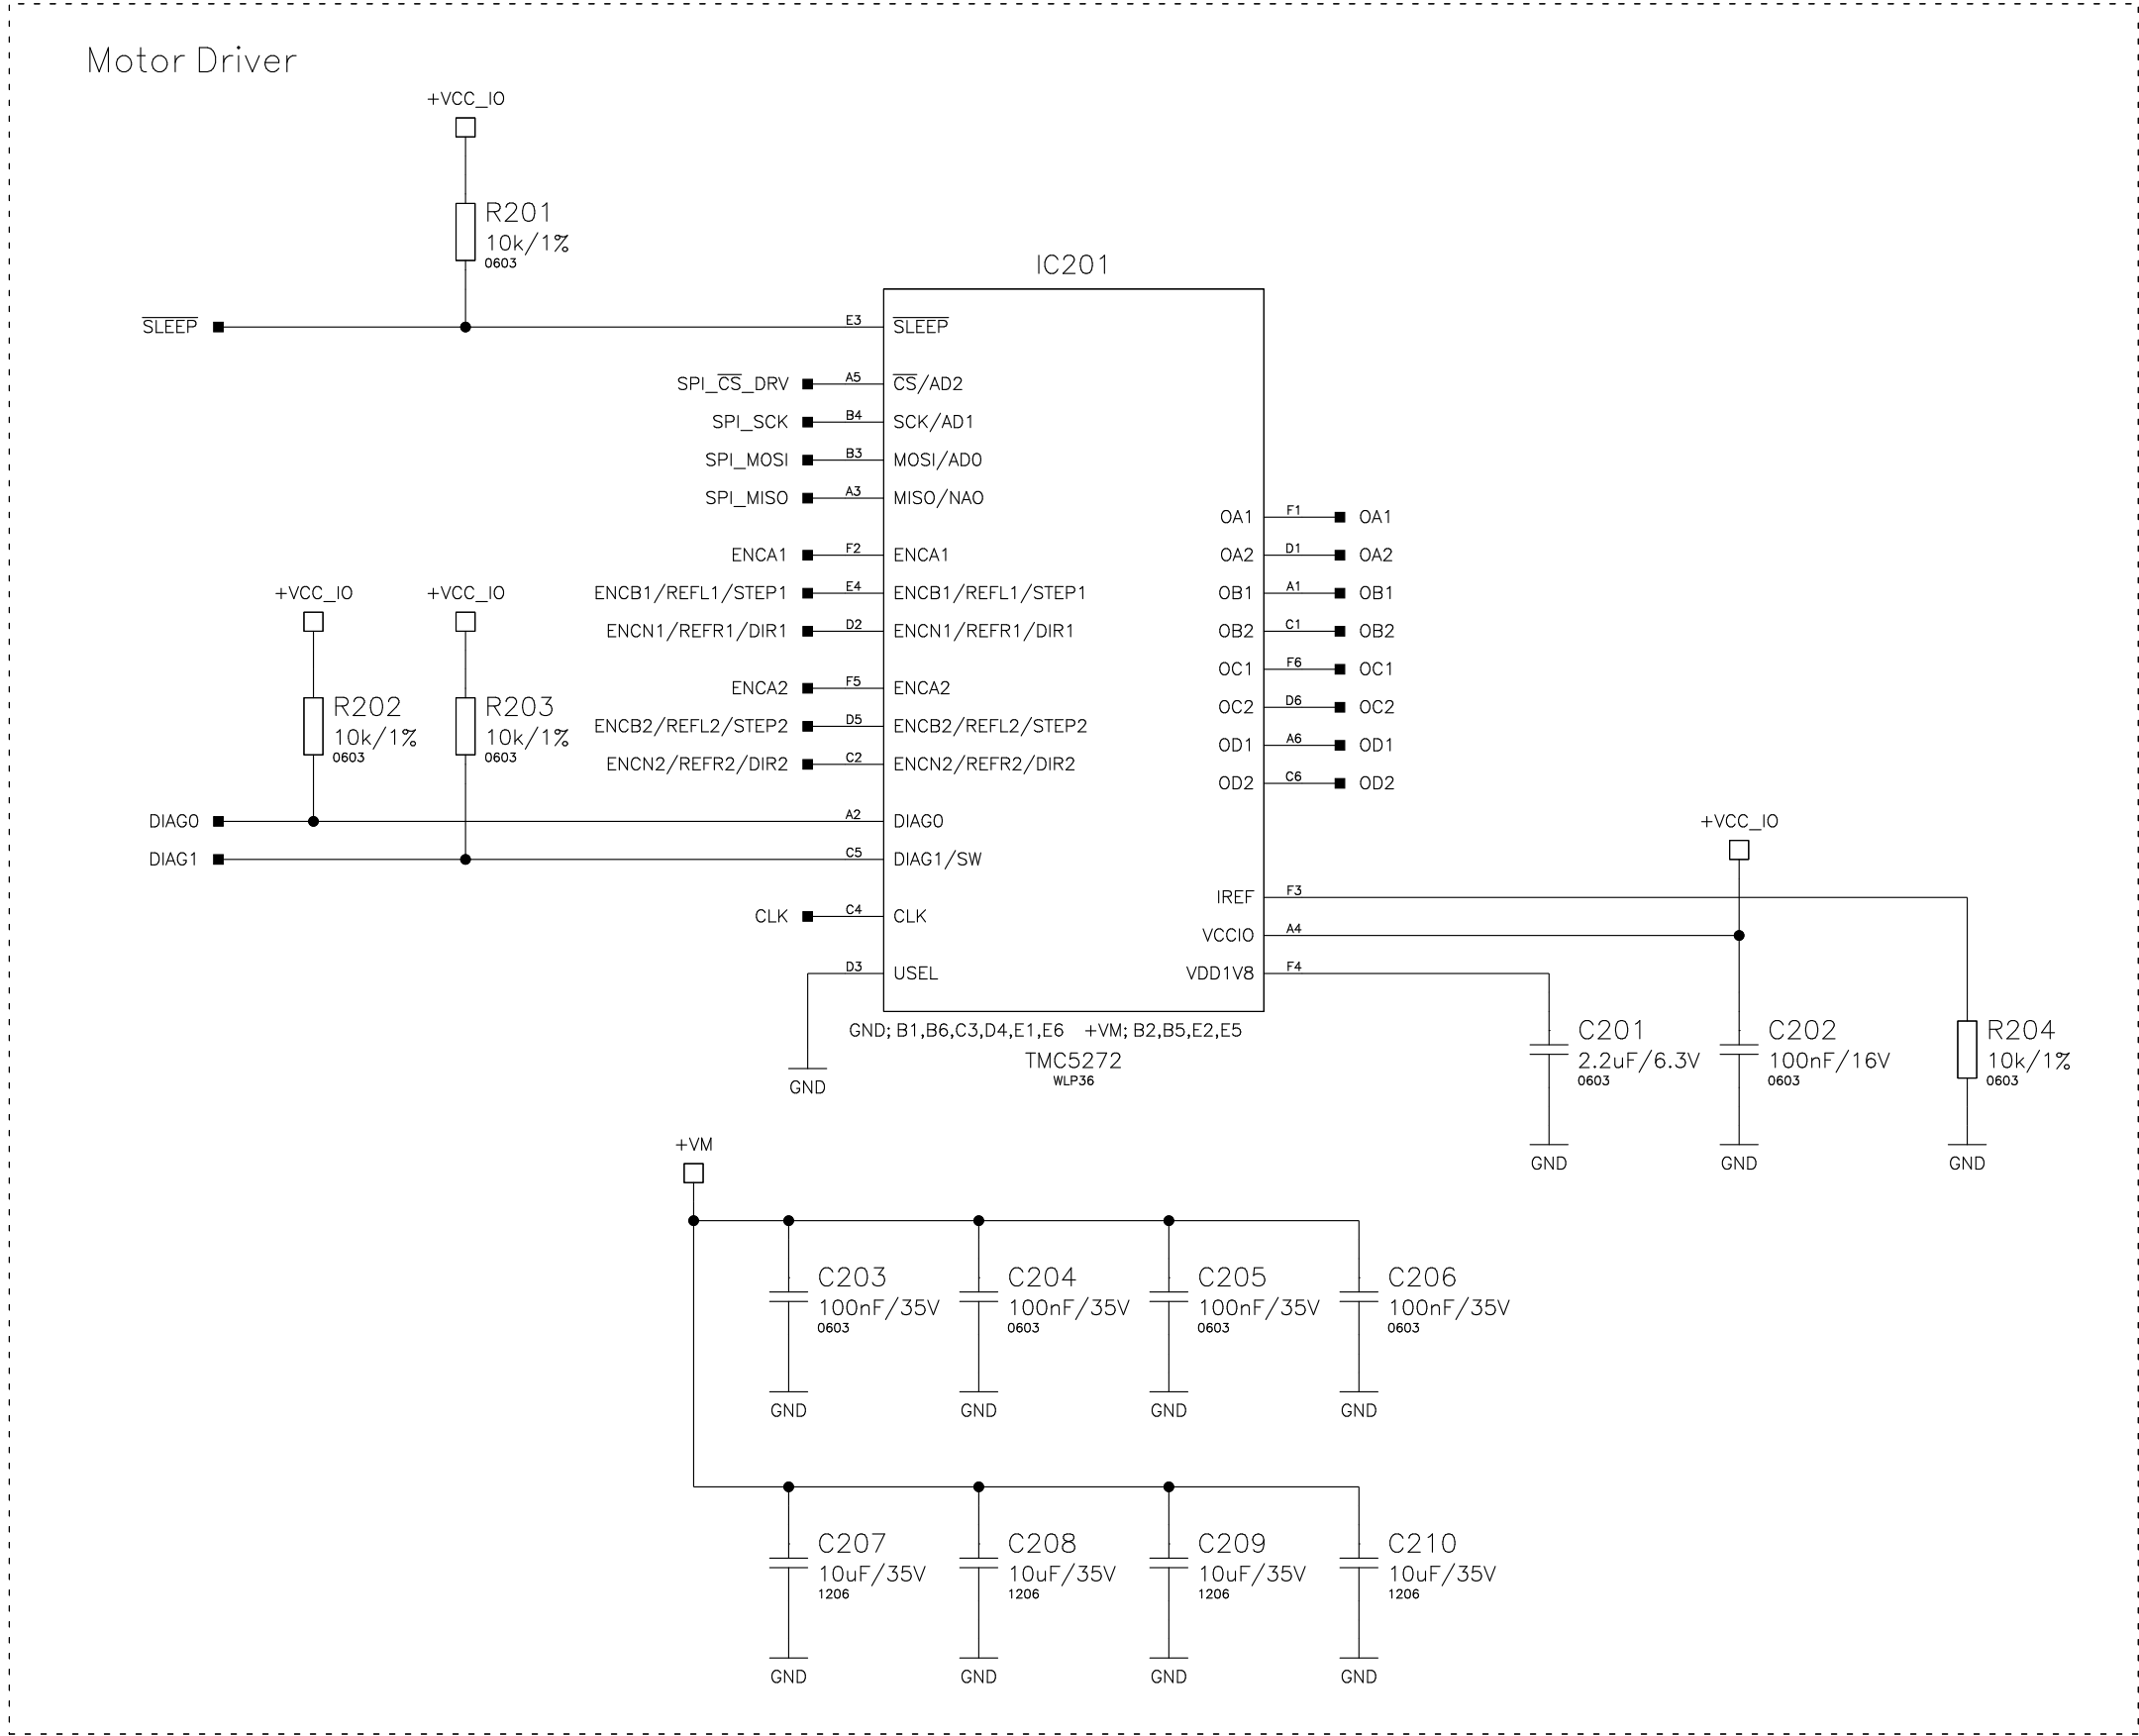 Motor Driver
+VCC_IO
R201
10k/1%
0603
IC201
SLEEP
E3
SLEEP
SPI_CS_DRV
A5
CS/AD2
SPI_SCK
B4
SCK/AD1
SPI_MOSI
B3
MOSI/AD0
SPI_MISO
A3
MISO/NAO
OA1
F1
OA1
ENCA1
F2
ENCA1
OA2
D1
OA2
+VCC_IO
+VCC_IO
ENCB1/REFL1/STEP1
E4
ENCB1/REFL1/STEP1
OB1
A1
OB1
ENCN1/REFR1/DIR1
D2
ENCN1/REFR1/DIR1
OB2
C1
OB2
OC1
F6
OC1
ENCA2
F5
ENCA2
R202
10k/1%
0603
R203
10k/1%
0603
OC2
D6
OC2
ENCB2/REFL2/STEP2
D5
ENCB2/REFL2/STEP2
OD1
A6
OD1
ENCN2/REFR2/DIR2
C2
ENCN2/REFR2/DIR2
OD2
C6
OD2
DIAG0
A2
DIAG0
+VCC_IO
DIAG1
C5
DIAG1/SW
IREF
F3
CLK
C4
CLK
VCCIO
A4
D3
USEL
VDD1V8
F4
GND; B1,B6,C3,D4,E1,E6 +VM; B2,B5,E2,E5
TMC5272
WLP36
GND
C201
2.2uF/6.3V
0603
C202
100nF/16V
0603
R204
10k/1%
0603
GND
GND
GND
+VM
C203
100nF/35V
0603
C204
100nF/35V
0603
C205
100nF/35V
0603
C206
100nF/35V
0603
GND
GND
GND
GND
C207
10uF/35V
1206
C208
10uF/35V
1206
C209
10uF/35V
1206
C210
10uF/35V
1206
GND
GND
GND
GND